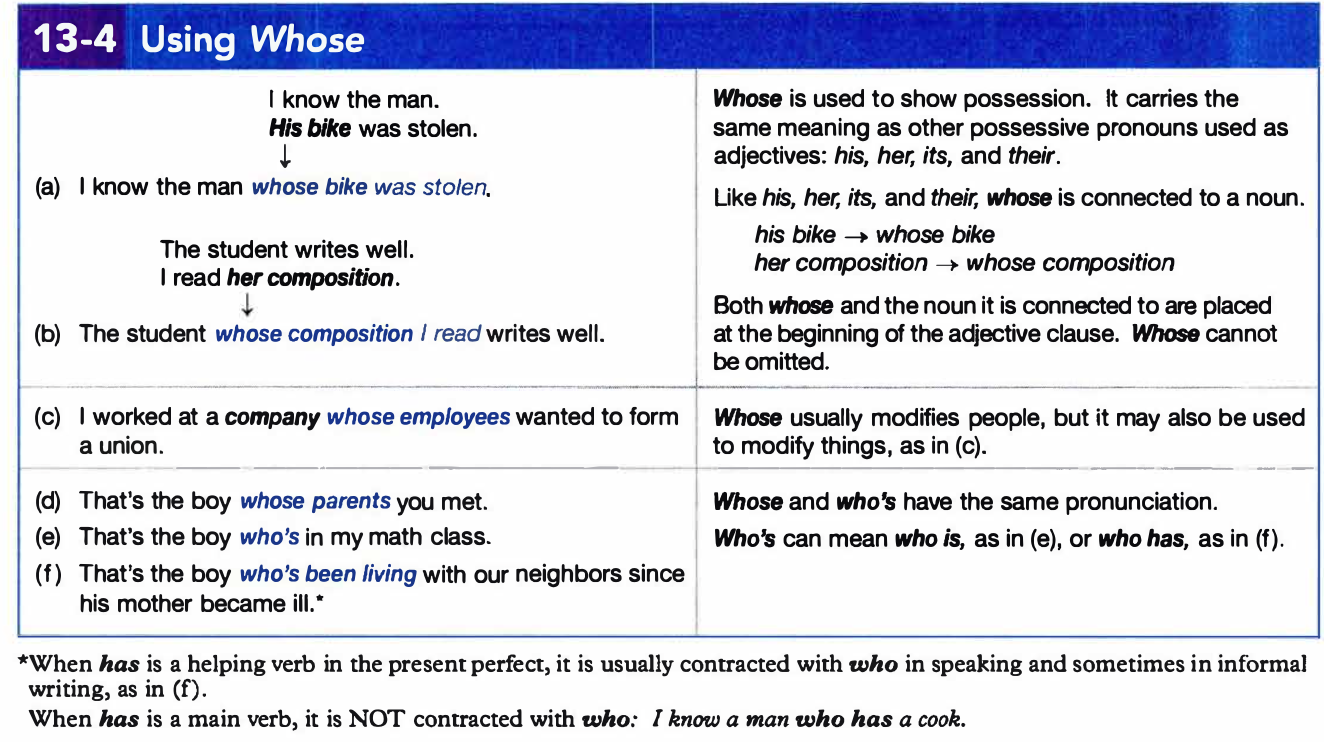 13-4 Using Whose
I know the man.
His bike was stolen.
↓
(a) I know the man whose bike was stolen.
The student writes well.
I read her composition.
↓
(b) The student whose composition I read writes well.
Whose is used to show possession. It carries the
same meaning as other possessive pronouns used as
adjectives: his, her, its, and their.
Like his, her, its, and their, whose is connected to a noun.
his bike → whose bike
her composition → whose composition
Both whose and the noun it is connected to are placed
at the beginning of the adjective clause. Whose cannot
be omitted.
(c) I worked at a company whose employees wanted to form
a union.
Whose usually modifies people, but it may also be used
to modify things, as in (c).
(d) That's the boy whose parents you met.
(e) That's the boy who's in my math class.
(f) That's the boy who's been living with our neighbors since
his mother became ill.*
Whose and who's have the same pronunciation.
Who's can mean who is, as in (e), or who has, as in (f).
*When has is a helping verb in the present perfect, it is usually contracted with who in speaking and sometimes in informal
writing, as in (f).
When has is a main verb, it is NOT contracted with who: I know a man who has a cook.